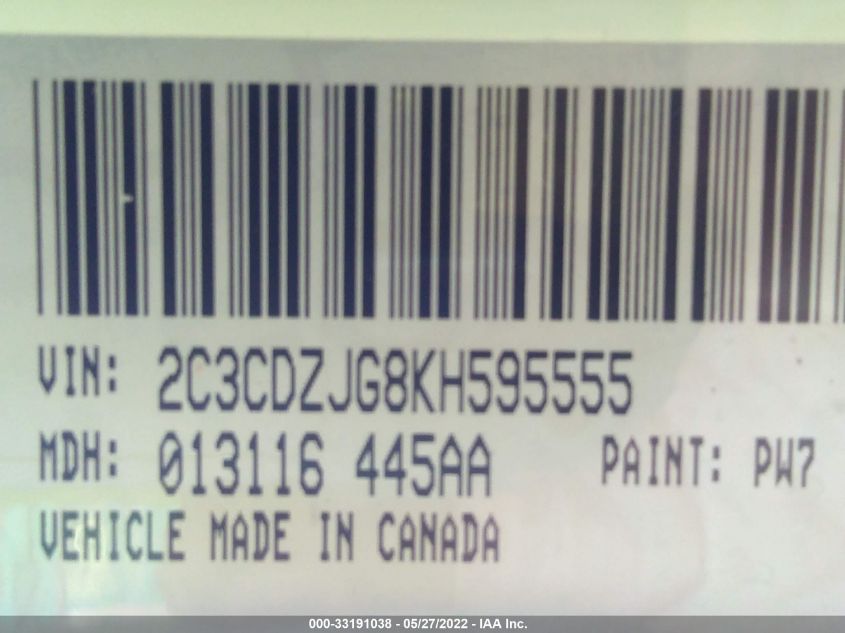 VIN: 2C3CDZJG8KH595555
MDH: 013116 445AA PAINT: PW7
VEHICLE MADE IN CANADA
000-33191038 - 05/27/2022 - IAA Inc.